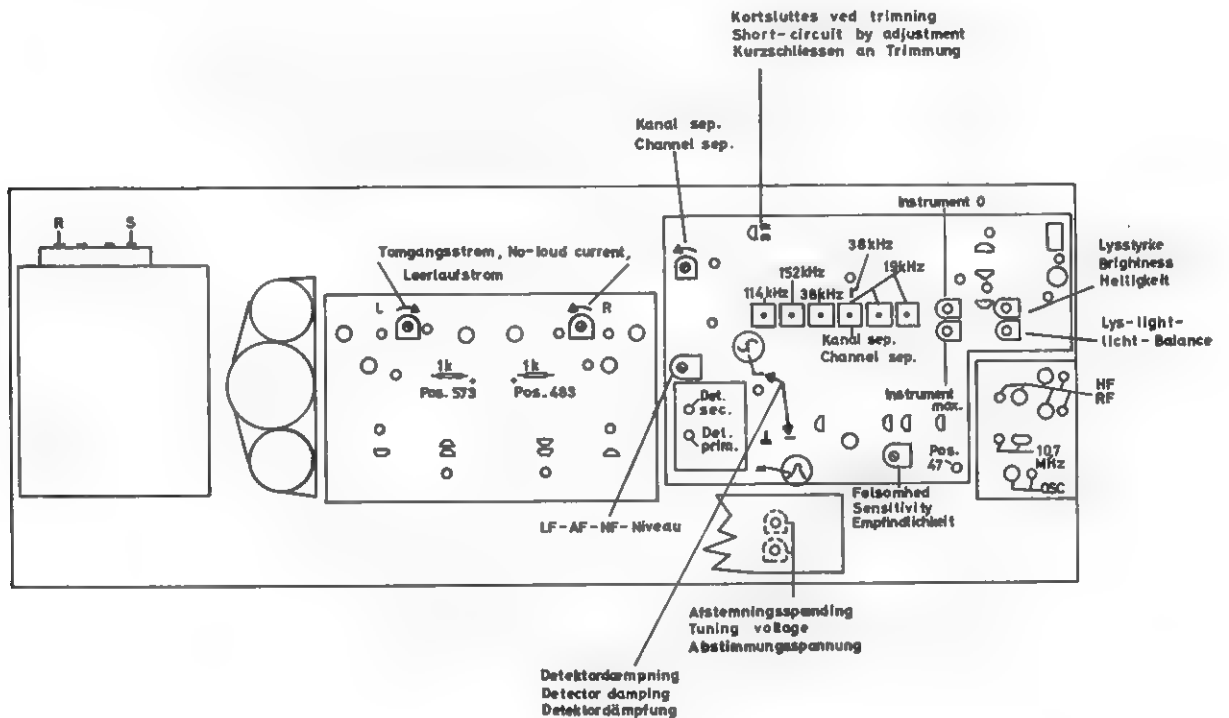 Kortsluttes ved trimning
Short-circuit by adjustment
Kurzschliessen an Trimmung
Kanal sep.
Channel sep.
Instrument 0
R S
Tomgangsstrøm, No-loud current,
Leerlaufstrom
L R
38kHz
152kHz 19kHz
114kHz 38kHz
Lysstyrke
Brightness
Helligkeit
Kanal sep.
Channel sep.
Lys-light-
licht-Balance
1k 1k
Pos. 573 Pos. 483
Det.
sec.
Det.
prim.
Instrument
max.
HF
RF
Pos.
47
10,7
MHz
OSC
Følsomhed
Sensitivity
Empfindlichkeit
LF-AF-NF-Niveau
Afstemningsspænding
Tuning voltage
Abstimmungsspannung
Detektordæmpning
Detector damping
Detektordämpfung